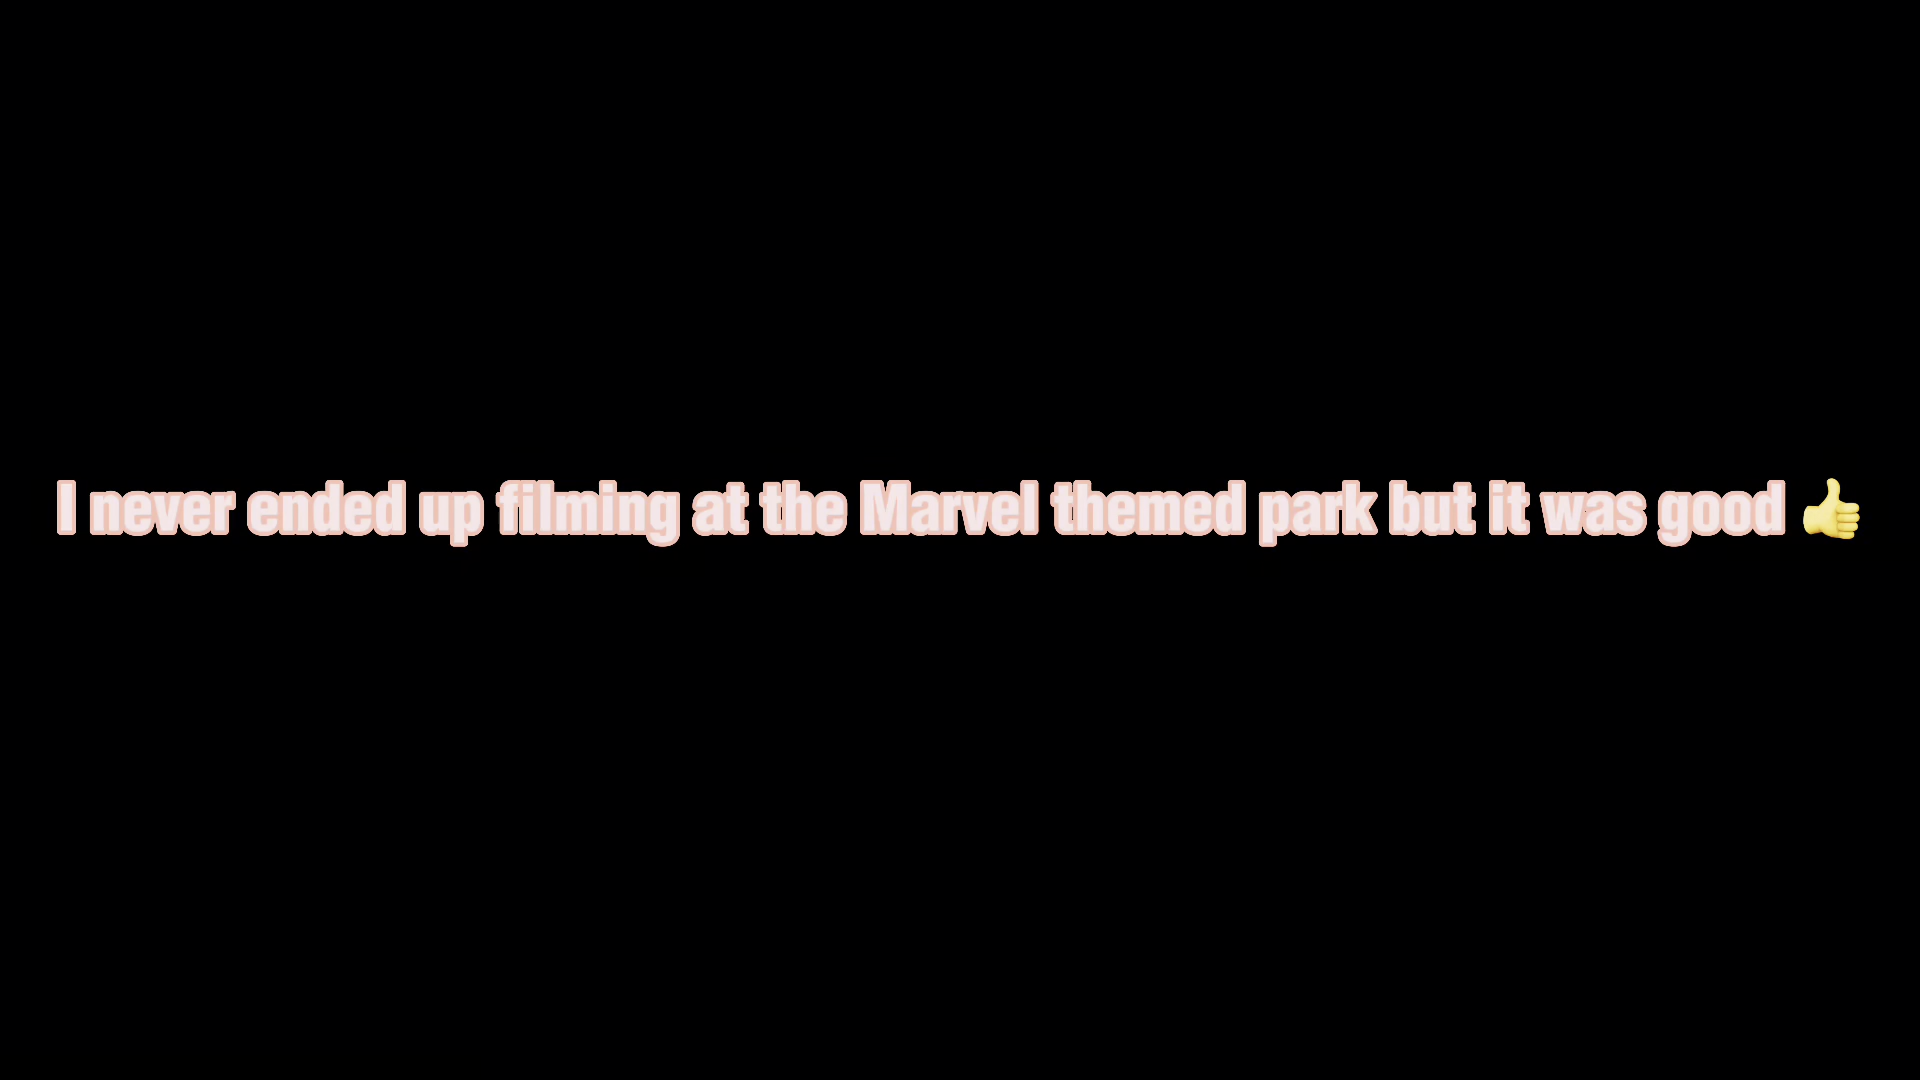 I never ended up filming at the Marvel themed park but it was good 👍